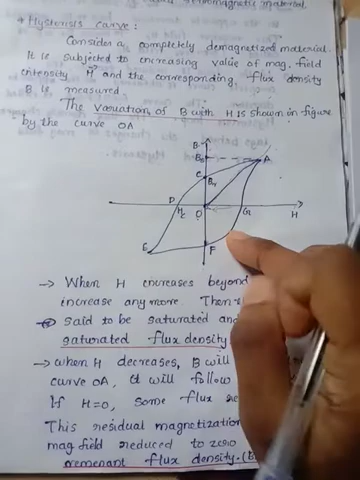 ferromagnetic material
→ Hysterisis curve :
Consider a completely demagnetized material.
It is subjected to increasing value of mag. field
intensity H and the corresponding flux density
B is measured.
The variation of B with H is shown in figure
by the curve OA
B
Bs
A
C
Br
D
Hc
O
G
H
E
F
→ When H increases beyond
increase any more. Then
said to be saturated and
saturated flux density
→ when H decreases, B will
curve OA, it will follow
If H=0, some flux
This residual magnetization
mag field reduced to zero
remenant flux density.